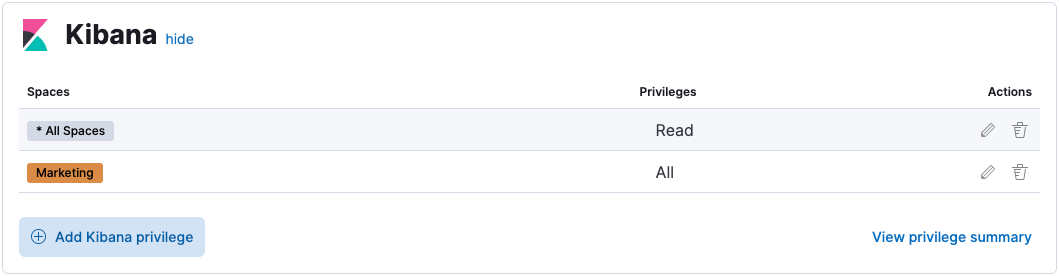 Kibana hide
Spaces Privileges Actions
* All Spaces Read
Marketing All
Add Kibana privilege View privilege summary